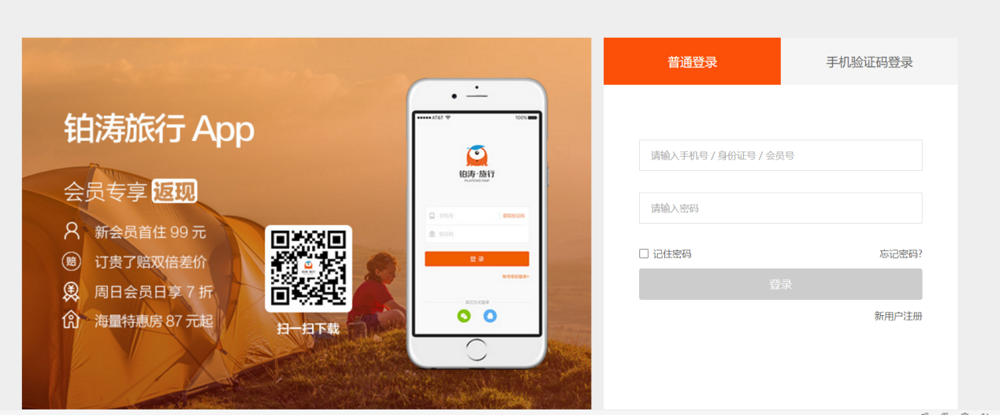 铂涛旅行 App
会员专享 返现
新会员首住 99 元
赔 订贵了赔双倍差价
周日会员日享 7 折
海量特惠房 87 元起
扫一扫下载
AT&T
100%
铂涛·旅行
PLATENO TRIP
手机号 获取验证码
验证码
登录
其它方式登录
普通登录
手机验证码登录
请输入手机号 / 身份证号 / 会员号
请输入密码
记住密码
忘记密码?
登录
新用户注册